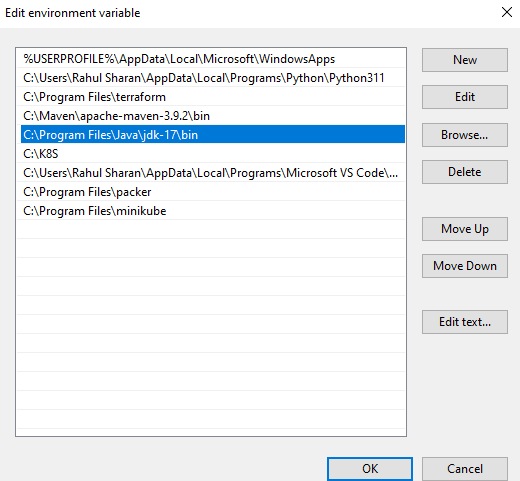 Edit environment variable
%USERPROFILE%\AppData\Local\Microsoft\WindowsApps
C:\Users\Rahul Sharan\AppData\Local\Programs\Python\Python311
C:\Program Files\terraform
C:\Maven\apache-maven-3.9.2\bin
C:\Program Files\Java\jdk-17\bin
C:\K8S
C:\Users\Rahul Sharan\AppData\Local\Programs\Microsoft VS Code\...
C:\Program Files\packer
C:\Program Files\minikube
New
Edit
Browse...
Delete
Move Up
Move Down
Edit text...
OK
Cancel